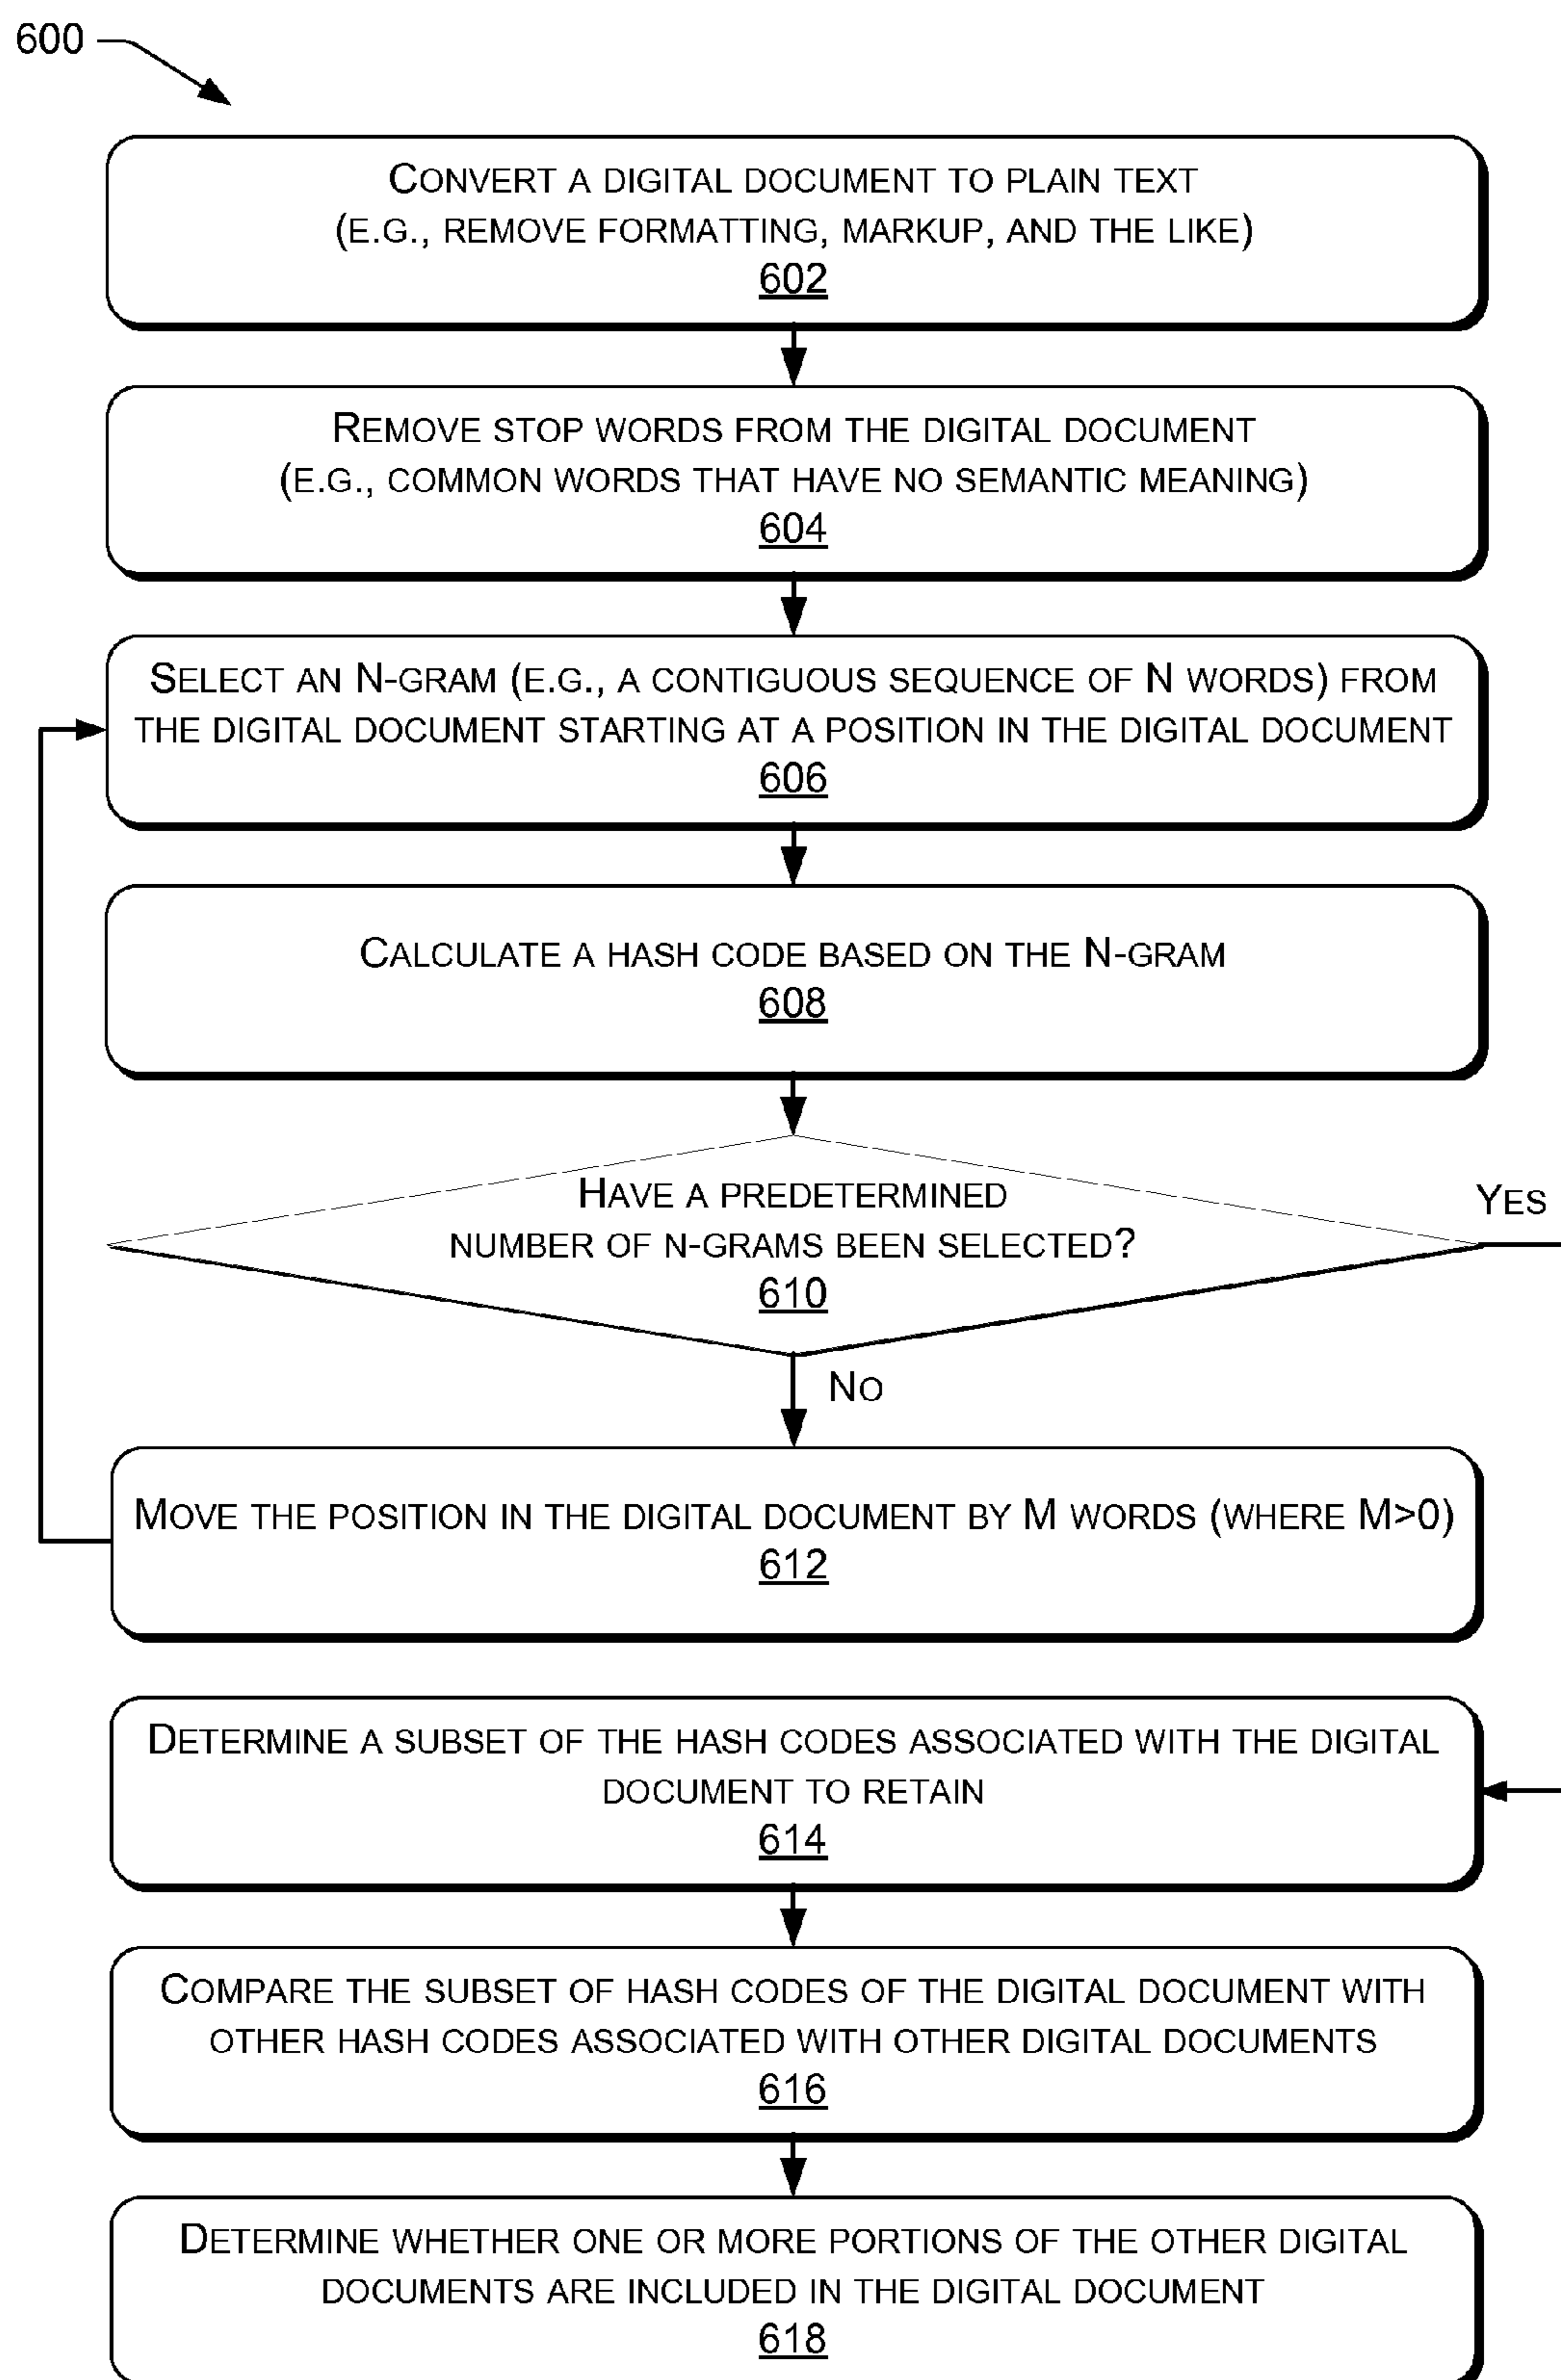 600
CONVERT A DIGITAL DOCUMENT TO PLAIN TEXT
(E.G., REMOVE FORMATTING, MARKUP, AND THE LIKE)
602
REMOVE STOP WORDS FROM THE DIGITAL DOCUMENT
(E.G., COMMON WORDS THAT HAVE NO SEMANTIC MEANING)
604
SELECT AN N-GRAM (E.G., A CONTIGUOUS SEQUENCE OF N WORDS) FROM
THE DIGITAL DOCUMENT STARTING AT A POSITION IN THE DIGITAL DOCUMENT
606
CALCULATE A HASH CODE BASED ON THE N-GRAM
608
HAVE A PREDETERMINED
NUMBER OF N-GRAMS BEEN SELECTED?
610
YES
NO
MOVE THE POSITION IN THE DIGITAL DOCUMENT BY M WORDS (WHERE M>0)
612
DETERMINE A SUBSET OF THE HASH CODES ASSOCIATED WITH THE DIGITAL
DOCUMENT TO RETAIN
614
COMPARE THE SUBSET OF HASH CODES OF THE DIGITAL DOCUMENT WITH
OTHER HASH CODES ASSOCIATED WITH OTHER DIGITAL DOCUMENTS
616
DETERMINE WHETHER ONE OR MORE PORTIONS OF THE OTHER DIGITAL
DOCUMENTS ARE INCLUDED IN THE DIGITAL DOCUMENT
618